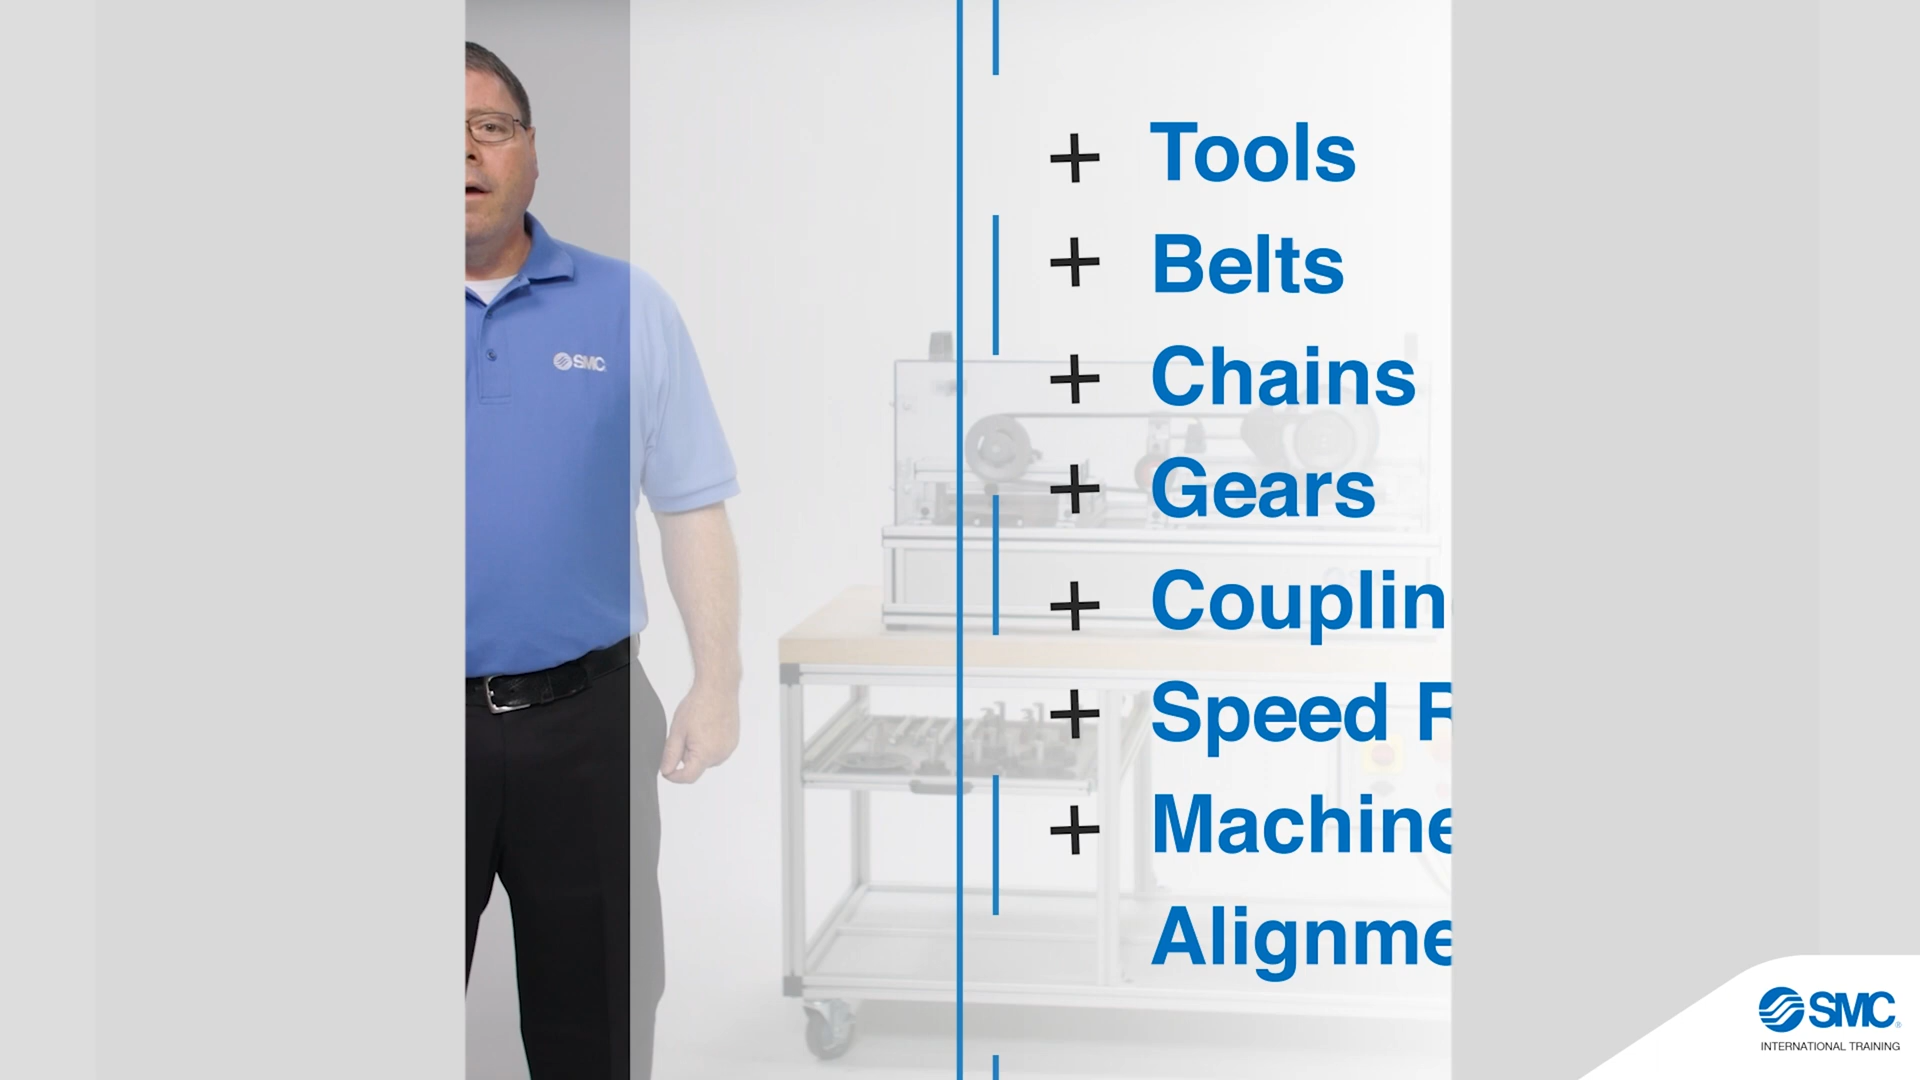 + Tools
+ Belts
+ Chains
+ Gears
+ Couplin
+ Speed R
+ Machine
Alignme
SMC
SMC
INTERNATIONAL TRAINING